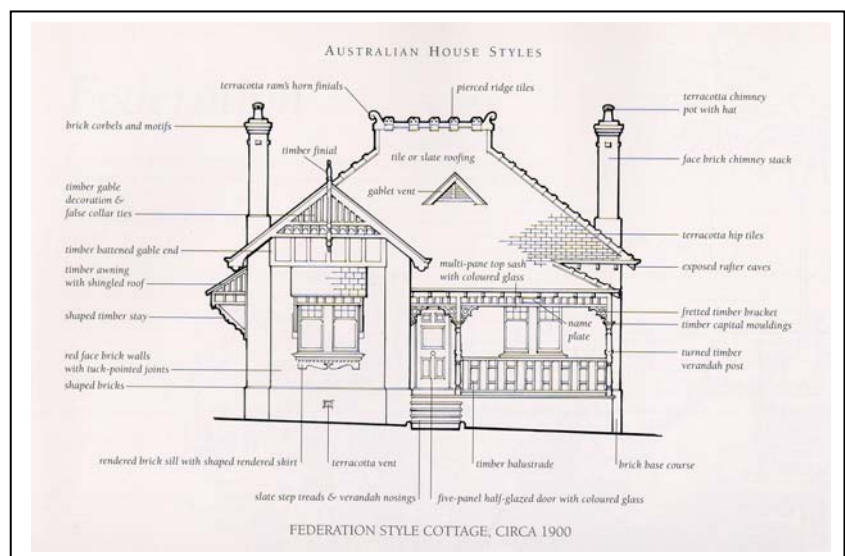 AUSTRALIAN HOUSE STYLES
terracotta ram's horn finials
pierced ridge tiles
terracotta chimney
pot with hat
brick corbels and motifs
timber finial
tile or slate roofing
face brick chimney stack
gablet vent
timber gable
decoration &
false collar ties
terracotta hip tiles
timber battened gable end
multi-pane top sash
with coloured glass
exposed rafter eaves
timber awning
with shingled roof
fretted timber bracket
shaped timber stay
name
plate
timber capital mouldings
red face brick walls
with tuck-pointed joints
turned timber
verandah post
shaped bricks
rendered brick sill with shaped rendered skirt
terracotta vent
timber balustrade
brick base course
slate step treads & verandah nosings
five-panel half-glazed door with coloured glass
FEDERATION STYLE COTTAGE, CIRCA 1900